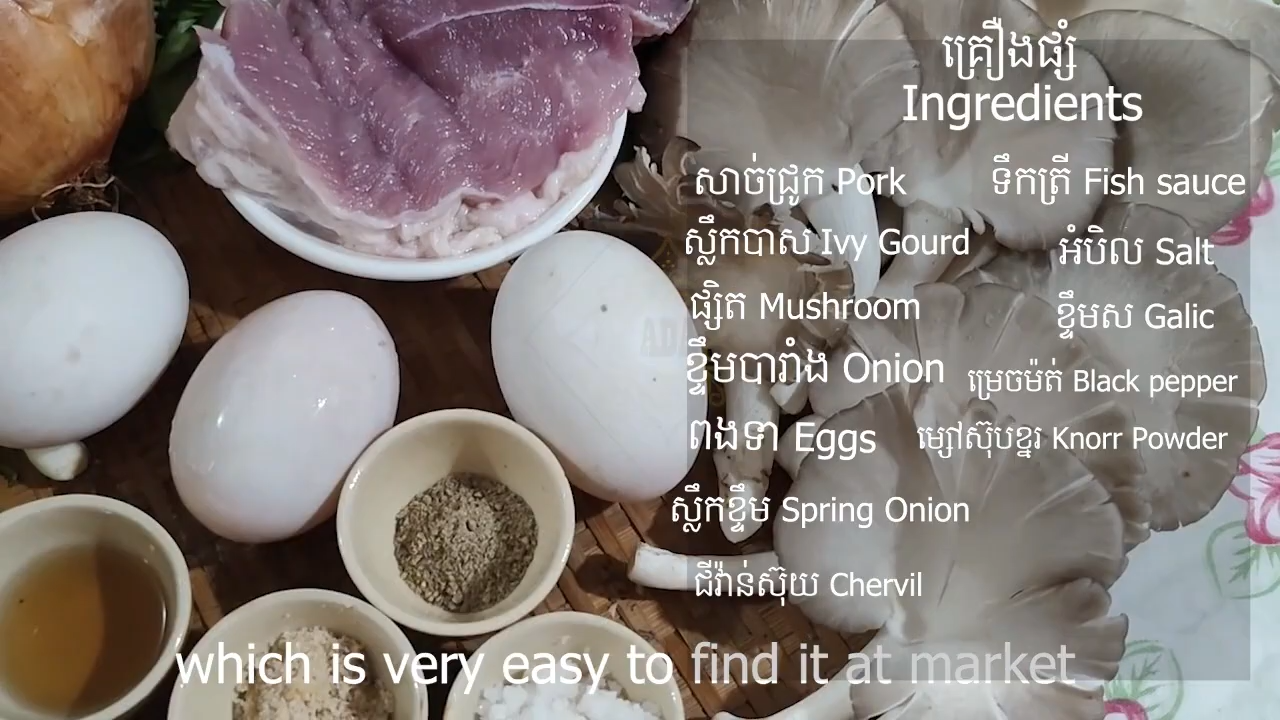 គ្រឿងផ្សំ
Ingredients
សាច់ជ្រូក Pork
ទឹកត្រី Fish sauce
ស្លឹកបាស Ivy Gourd
អំបិល Salt
ផ្សិត Mushroom
ខ្ទឹមស Galic
ខ្ទឹមបារាំង Onion
ម្រេចម៉ត់ Black pepper
ពងទា Eggs
ម្សៅស៊ុបខ្នរ Knorr Powder
ស្លឹកខ្ទឹម Spring Onion
ជីវ៉ាន់ស៊ុយ Chervil
which is very easy to find it at market